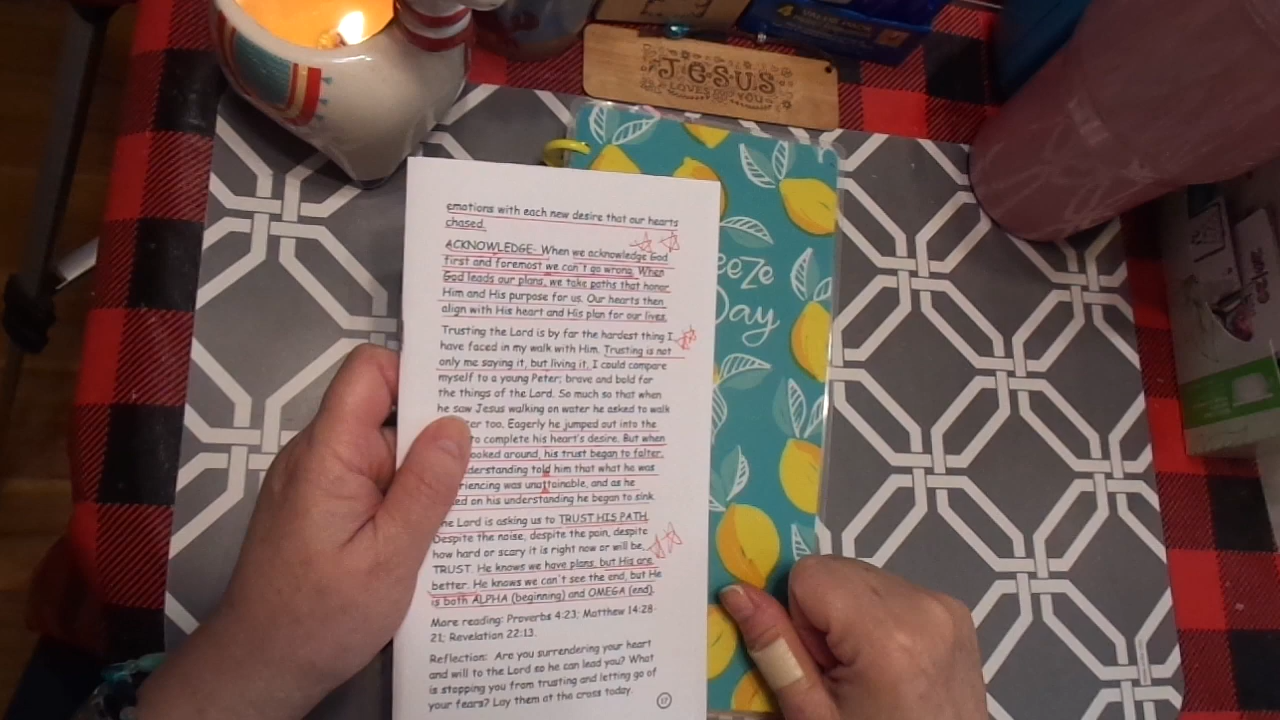 4 VALUE
JESUS
LOVES YOU
eeze
Day
emotions with each new desire that our hearts
chased.
ACKNOWLEDGE- When we acknowledge God
first and foremost we can't go wrong. When
God leads our plans, we take paths that honor
Him and His purpose for us. Our hearts then
align with His heart and His plan for our lives.
Trusting the Lord is by far the hardest thing I
have faced in my walk with Him. Trusting is not
only me saying it, but living it. I could compare
myself to a young Peter; brave and bold for
the things of the Lord. So much so that when
he saw Jesus walking on water he asked to walk
ter too. Eagerly he jumped out into the
to complete his heart's desire. But when
ooked around, his trust began to falter.
derstanding told him that what he was
riencing was unattainable, and as he
ed on his understanding he began to sink.
he Lord is asking us to TRUST HIS PATH.
Despite the noise, despite the pain, despite
how hard or scary it is right now or will be,
TRUST. He knows we have plans, but His are
better. He knows we can't see the end, but He
is both ALPHA (beginning) and OMEGA (end).
More reading: Proverbs 4:23; Matthew 14:28-
21; Revelation 22:13.
Reflection: Are you surrendering your heart
and will to the Lord so he can lead you? What
is stopping you from trusting and letting go of
your fears? Lay them at the cross today.
17